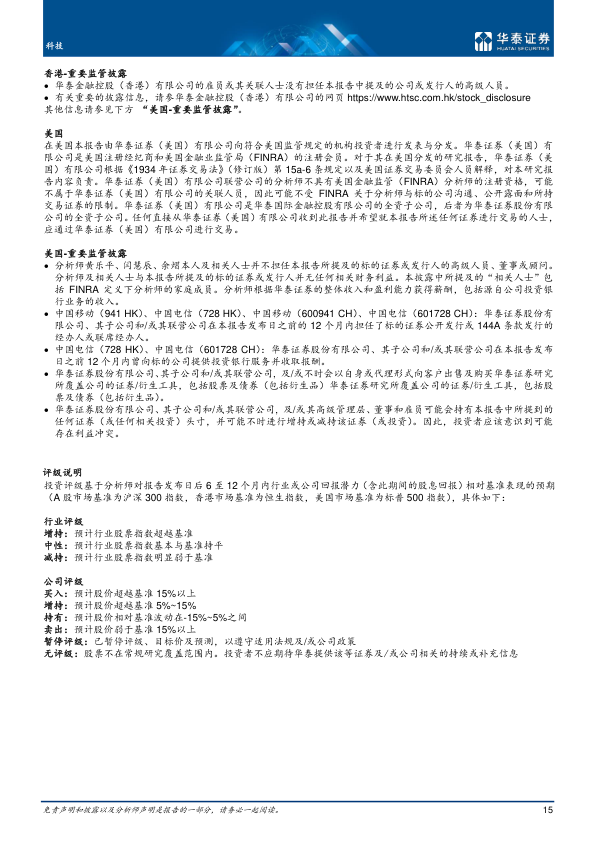 科技
华泰证券
HUATAI SECURITIES
香港-重要监管披露
• 华泰金融控股（香港）有限公司的雇员或其关联人士没有担任本报告中提及的公司或发行人的高级人员。
• 有关重要的披露信息，请参华泰金融控股（香港）有限公司的网页 https://www.htsc.com.hk/stock_disclosure
其他信息请参见下方 “美国-重要监管披露”。
美国
在美国本报告由华泰证券（美国）有限公司向符合美国监管规定的机构投资者进行发表与分发。华泰证券（美国）有
限公司是美国注册经纪商和美国金融业监管局（FINRA）的注册会员。对于其在美国分发的研究报告，华泰证券（美
国）有限公司根据《1934 年证券交易法》（修订版）第 15a-6 条规定以及美国证券交易委员会人员解释，对本研究报
告内容负责。华泰证券（美国）有限公司联营公司的分析师不具有美国金融监管（FINRA）分析师的注册资格，可能
不属于华泰证券（美国）有限公司的关联人员，因此可能不受 FINRA 关于分析师与标的公司沟通、公开露面和所持
交易证券的限制。华泰证券（美国）有限公司是华泰国际金融控股有限公司的全资子公司，后者为华泰证券股份有限
公司的全资子公司。任何直接从华泰证券（美国）有限公司收到此报告并希望就本报告所述任何证券进行交易的人士，
应通过华泰证券（美国）有限公司进行交易。
美国-重要监管披露
• 分析师黄乐平、闫慧辰、余熠本人及相关人士并不担任本报告所提及的标的证券或发行人的高级人员、董事或顾问。
分析师及相关人士与本报告所提及的标的证券或发行人并无任何相关财务利益。本披露中所提及的“相关人士”包
括 FINRA 定义下分析师的家庭成员。分析师根据华泰证券的整体收入和盈利能力获得薪酬，包括源自公司投资银
行业务的收入。
• 中国移动（941 HK）、中国电信（728 HK）、中国移动（600941 CH）、中国电信（601728 CH）：华泰证券股份有
限公司、其子公司和/或其联营公司在本报告发布日之前的 12 个月内担任了标的证券公开发行或 144A 条款发行的
经办人或联席经办人。
• 中国电信（728 HK）、中国电信（601728 CH）：华泰证券股份有限公司、其子公司和/或其联营公司在本报告发布
日之前 12 个月内曾向标的公司提供投资银行服务并收取报酬。
• 华泰证券股份有限公司、其子公司和/或其联营公司，及/或不时会以自身或代理形式向客户出售及购买华泰证券研究
所覆盖公司的证券/衍生工具，包括股票及债券（包括衍生品）华泰证券研究所覆盖公司的证券/衍生工具，包括股
票及债券（包括衍生品）。
• 华泰证券股份有限公司、其子公司和/或其联营公司，及/或其高级管理层、董事和雇员可能会持有本报告中所提到的
任何证券（或任何相关投资）头寸，并可能不时进行增持或减持该证券（或投资）。因此，投资者应该意识到可能
存在利益冲突。
评级说明
投资评级基于分析师对报告发布日后 6 至 12 个月内行业或公司回报潜力（含此期间的股息回报）相对基准表现的预期
（A 股市场基准为沪深 300 指数，香港市场基准为恒生指数，美国市场基准为标普 500 指数），具体如下：
行业评级
增持：预计行业股票指数超越基准
中性：预计行业股票指数基本与基准持平
减持：预计行业股票指数明显弱于基准
公司评级
买入：预计股价超越基准 15%以上
增持：预计股价超越基准 5%~15%
持有：预计股价相对基准波动在-15%~5%之间
卖出：预计股价弱于基准 15%以上
暂停评级：已暂停评级、目标价及预测，以遵守适用法规及/或公司政策
无评级：股票不在常规研究覆盖范围内。投资者不应期待华泰提供该等证券及/或公司相关的持续或补充信息
免责声明和披露以及分析师声明是报告的一部分，请务必一起阅读。
15